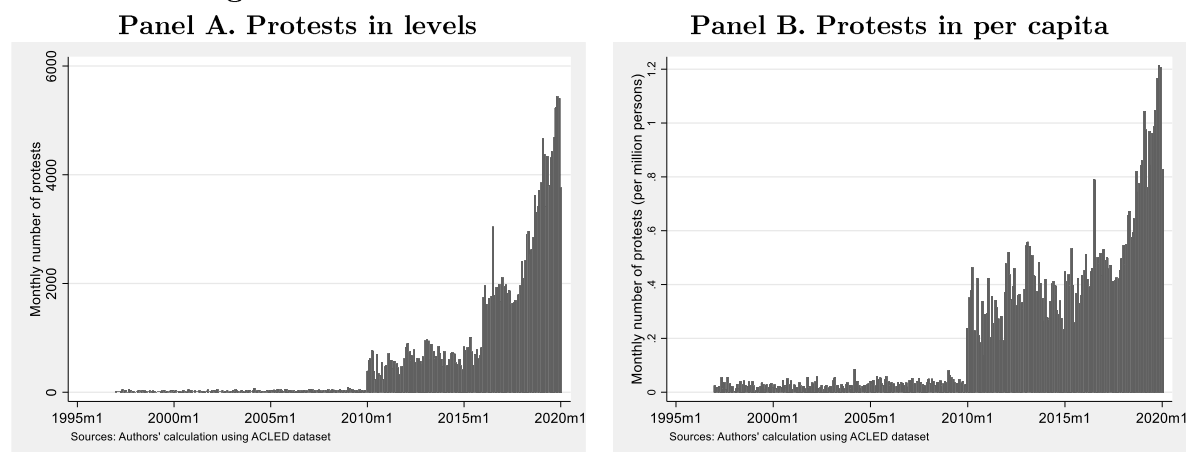 Panel A. Protests in levels
Monthly number of protests
6000
4000
2000
0
1995m1 2000m1 2005m1 2010m1 2015m1 2020m1
Sources: Authors' calculation using ACLED dataset
Panel B. Protests in per capita
Monthly number of protests (per million persons)
1.2
1
.8
.6
.4
.2
0
1995m1 2000m1 2005m1 2010m1 2015m1 2020m1
Sources: Authors' calculation using ACLED dataset